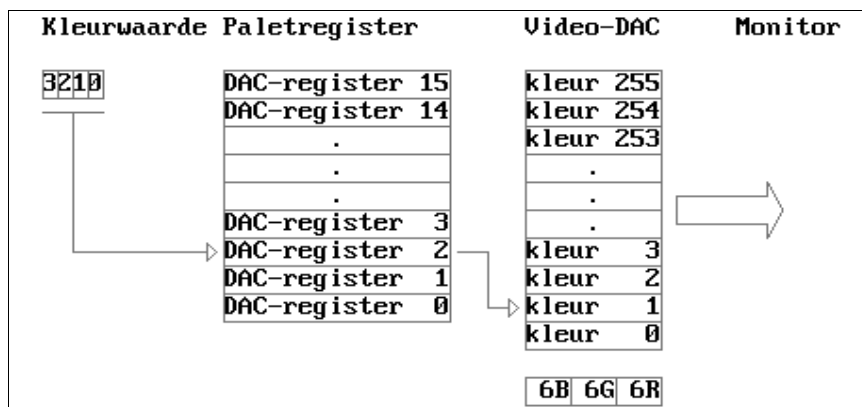 Kleurwaarde Paletregister Video-DAC Monitor
3210 DAC-register 15 kleur 255
DAC-register 14 kleur 254
. kleur 253
. .
. .
DAC-register 3 .
DAC-register 2 kleur 3
DAC-register 1 kleur 2
DAC-register 0 kleur 1
kleur 0
6B 6G 6R